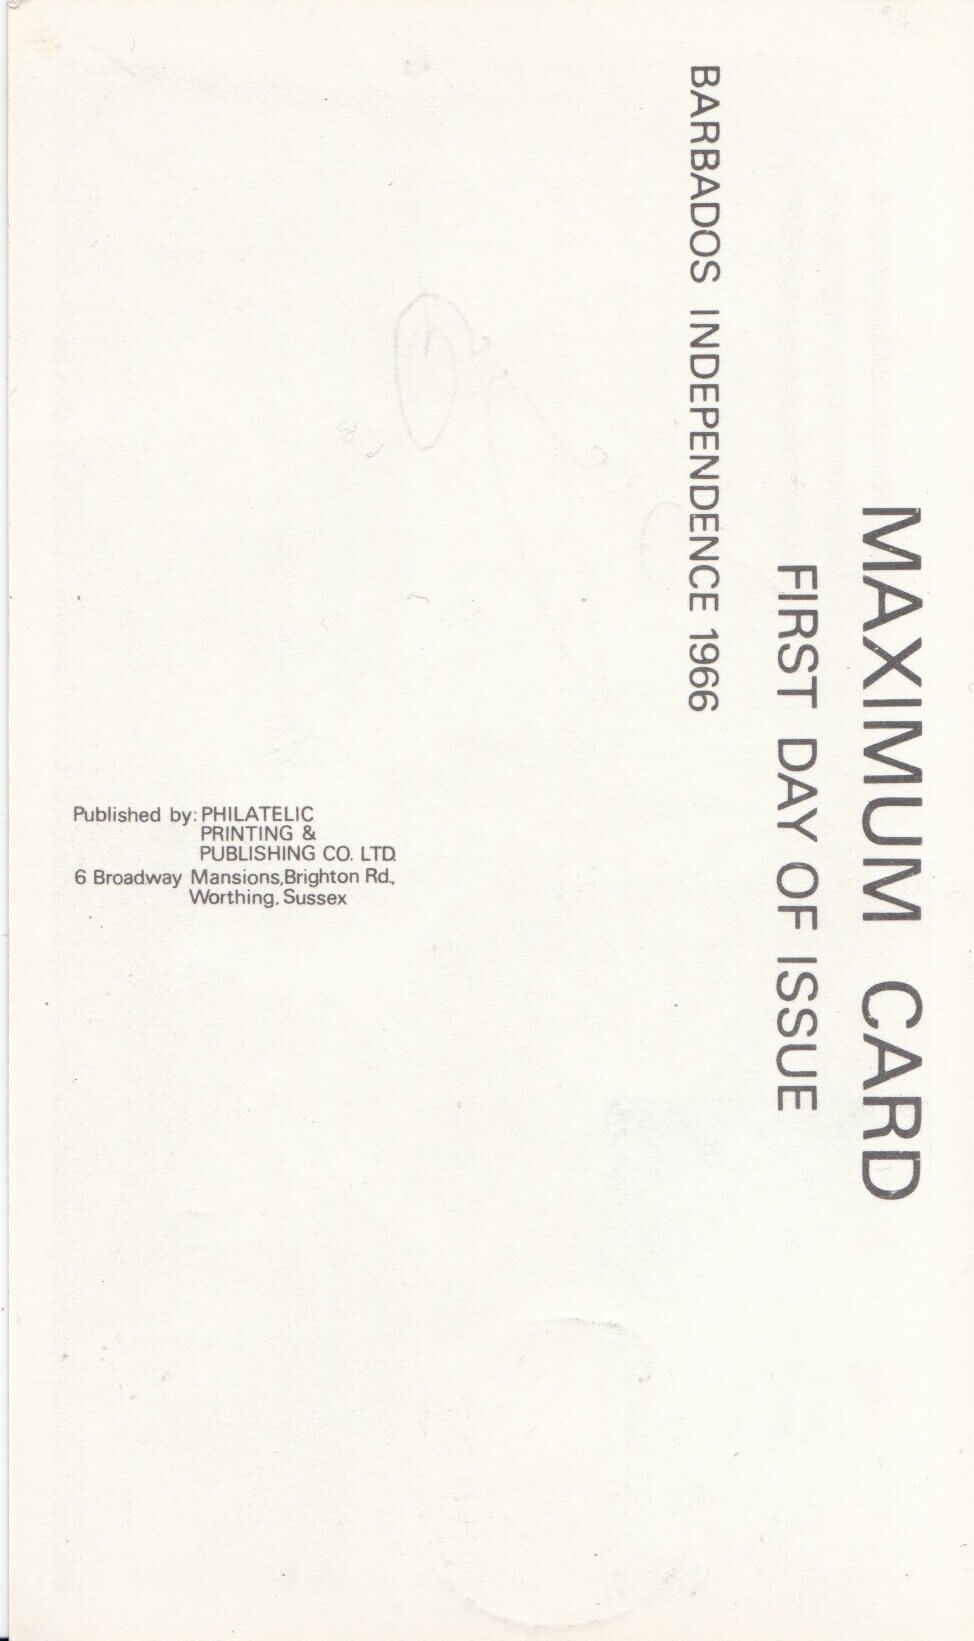 MAXIMUM CARD
FIRST DAY OF ISSUE
BARBADOS INDEPENDENCE 1966
Published by: PHILATELIC
PRINTING &
PUBLISHING CO. LTD.
6 Broadway Mansions, Brighton Rd.,
Worthing, Sussex